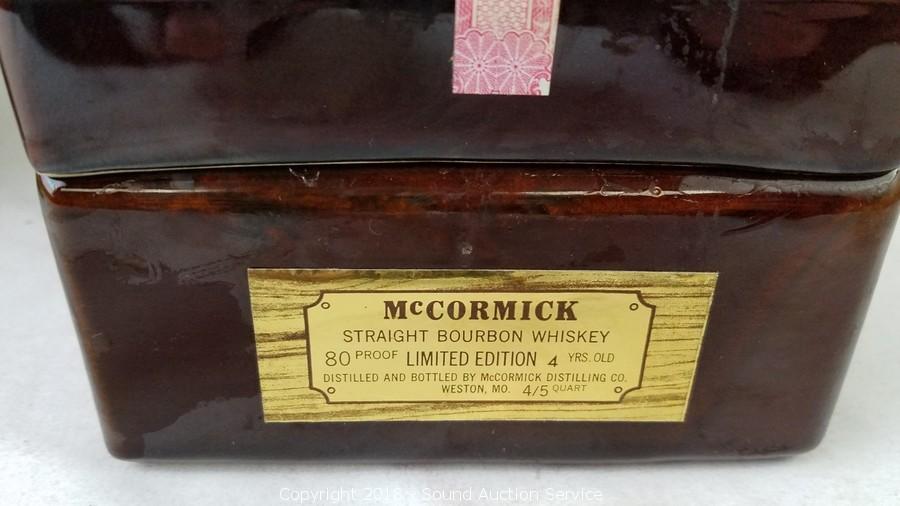 McCORMICK
STRAIGHT BOURBON WHISKEY
80 PROOF LIMITED EDITION 4 YRS. OLD
DISTILLED AND BOTTLED BY McCORMICK DISTILLING CO.
WESTON, MO. 4/5 QUART
Copyright 2018 - Sound Auction Service